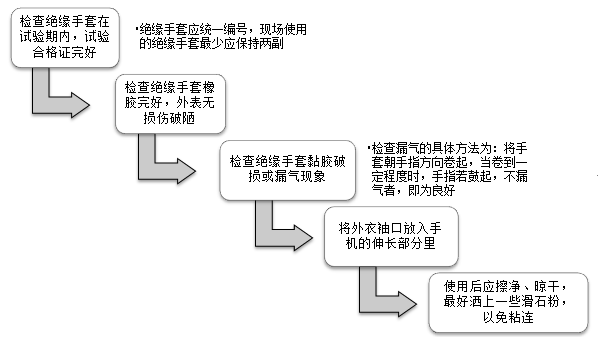 检查绝缘手套在
试验期内，试验
合格证完好
•绝缘手套应统一编号，现场使用
的绝缘手套最少应保持两副
检查绝缘手套橡
胶完好，外表无
损伤破陋
检查绝缘手套黏胶破
损或漏气现象
•检查漏气的具体方法为：将手
套朝手指方向卷起，当卷到一
定程度时，手指若鼓起，不漏
气者，即为良好
将外衣袖口放入手
机的伸长部分里
使用后应擦净、晾干，
最好洒上一些滑石粉，
以免粘连